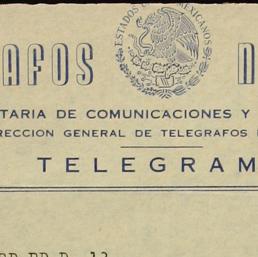 ESTADOS UNIDOS MEXICANOS
AFOS N
TARIA DE COMUNICACIONES Y
RECCION GENERAL DE TELEGRAFOS
TELEGRAM